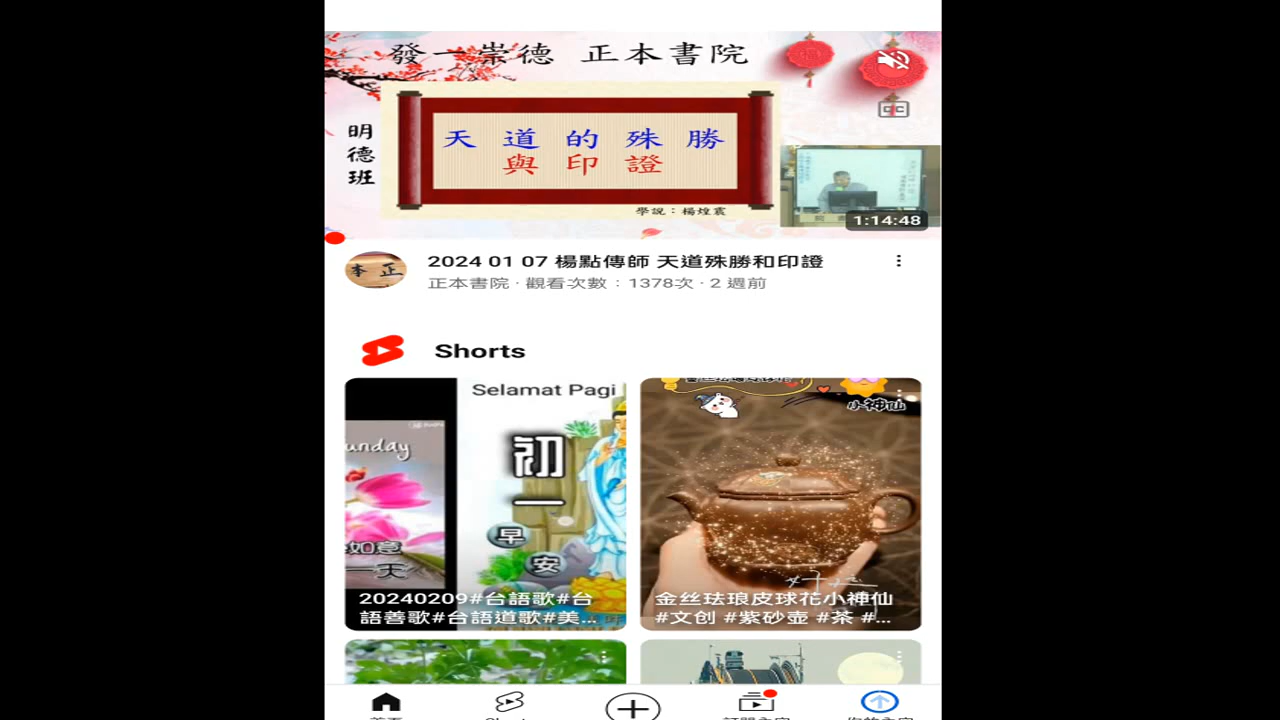 發一崇德 正本書院
明德班
天道的殊勝
與印證
學說：楊煌震
1:14:48
本正
2024 01 07 楊點傳師 天道殊勝和印證
正本書院 · 觀看次數：1378次 · 2 週前
Shorts
Selamat Pagi
unday
初一
早安
如意
一天
小神仙
20240209#台語歌#台
語善歌#台語道歌#美...
金丝珐琅皮球花小神仙
#文创 #紫砂壶 #茶 #...